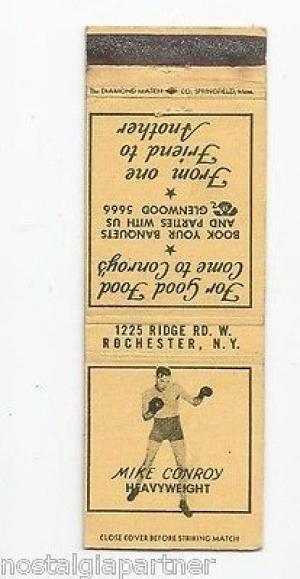 The DIAMOND MATCH CO. SPRINGFIELD, Mass.
For Good Food
Come to Conroy's
★
BOOK YOUR BANQUETS
AND PARTIES WITH US
GLENWOOD 5666
★
From one
Friend to
Another
1225 RIDGE RD. W.
ROCHESTER, N. Y.
MIKE CONROY
HEAVYWEIGHT
CLOSE COVER BEFORE STRIKING MATCH
nostalgiapartner
© nostalgiapartner